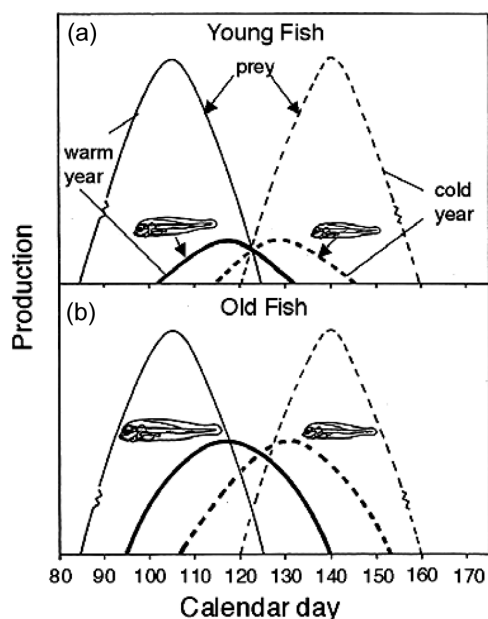 (a) Young Fish
prey
warm
year
cold
year
Production
(b) Old Fish
80 90 100 110 120 130 140 150 160 170
Calendar day